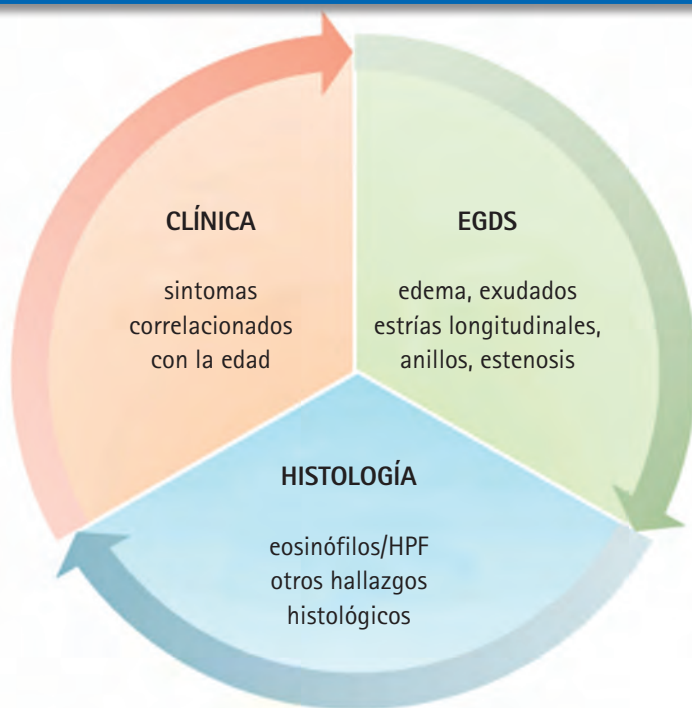 CLÍNICA
sintomas
correlacionados
con la edad
EGDS
edema, exudados
estrías longitudinales,
anillos, estenosis
HISTOLOGÍA
eosinófilos/HPF
otros hallazgos
histológicos